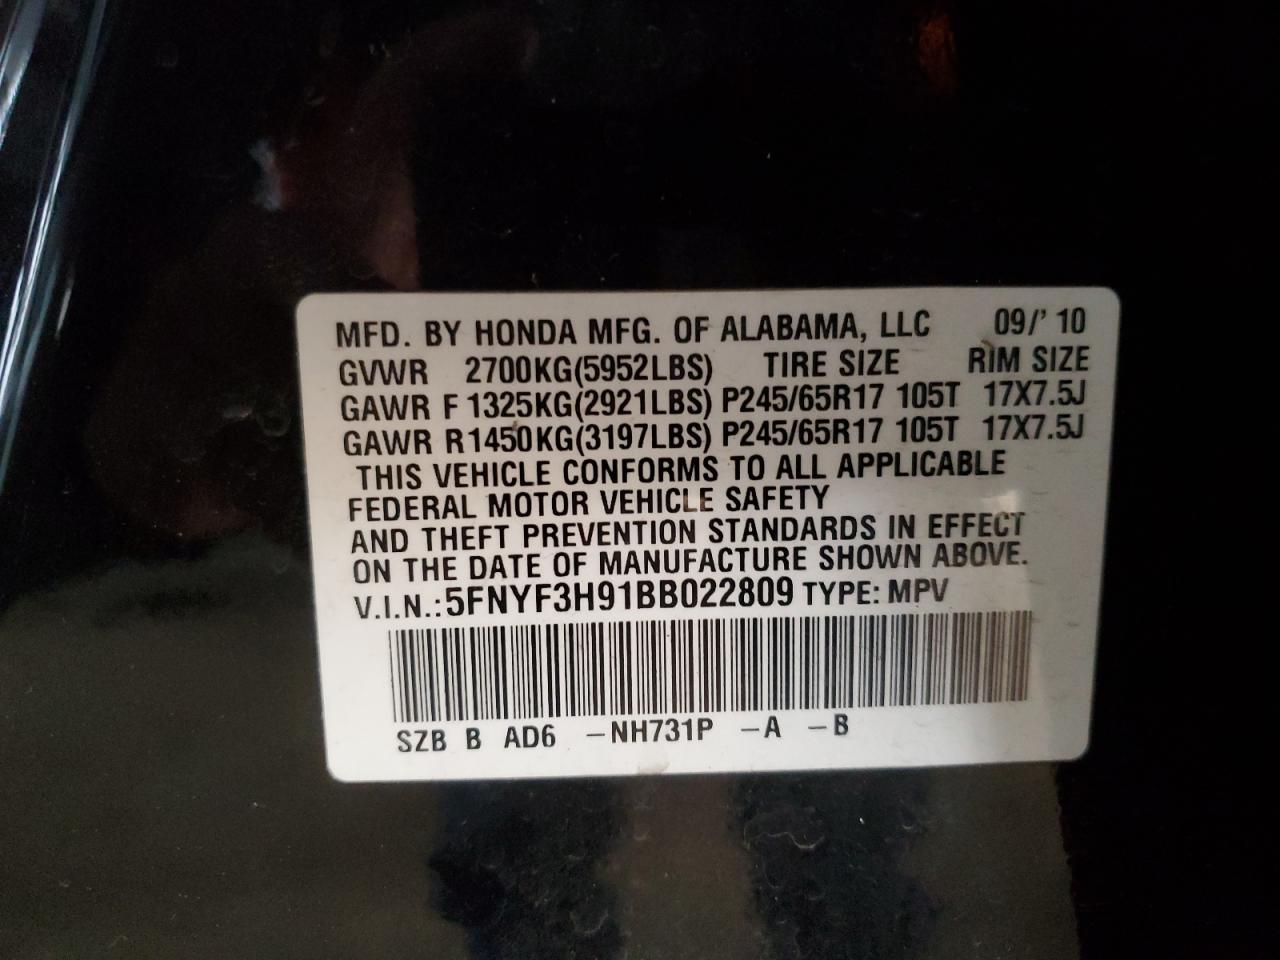 MFD. BY HONDA MFG. OF ALABAMA, LLC 09/' 10
GVWR 2700KG(5952LBS) TIRE SIZE RIM SIZE
GAWR F 1325KG(2921LBS) P245/65R17 105T 17X7.5J
GAWR R1450KG(3197LBS) P245/65R17 105T 17X7.5J
THIS VEHICLE CONFORMS TO ALL APPLICABLE
FEDERAL MOTOR VEHICLE SAFETY
AND THEFT PREVENTION STANDARDS IN EFFECT
ON THE DATE OF MANUFACTURE SHOWN ABOVE.
V.I.N.:5FNYF3H91BB022809 TYPE: MPV
SZB B AD6 –NH731P –A –B